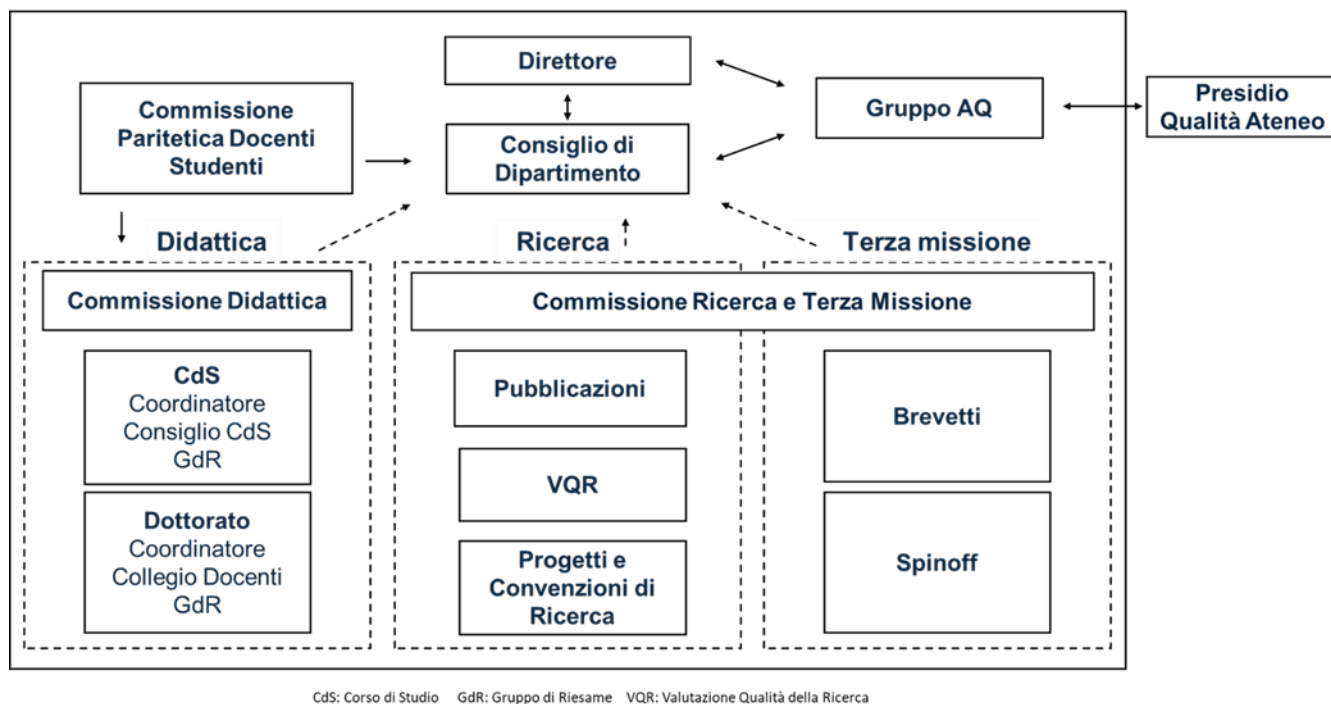 Direttore
Commissione
Paritetica Docenti
Studenti
Consiglio di
Dipartimento
Gruppo AQ
Presidio
Qualità Ateneo
Didattica
Ricerca
Terza missione
Commissione Didattica
Commissione Ricerca e Terza Missione
CdS
Coordinatore
Consiglio CdS
GdR
Dottorato
Coordinatore
Collegio Docenti
GdR
Pubblicazioni
VQR
Progetti e
Convenzioni di
Ricerca
Brevetti
Spinoff
CdS: Corso di Studio GdR: Gruppo di Riesame VQR: Valutazione Qualità della Ricerca